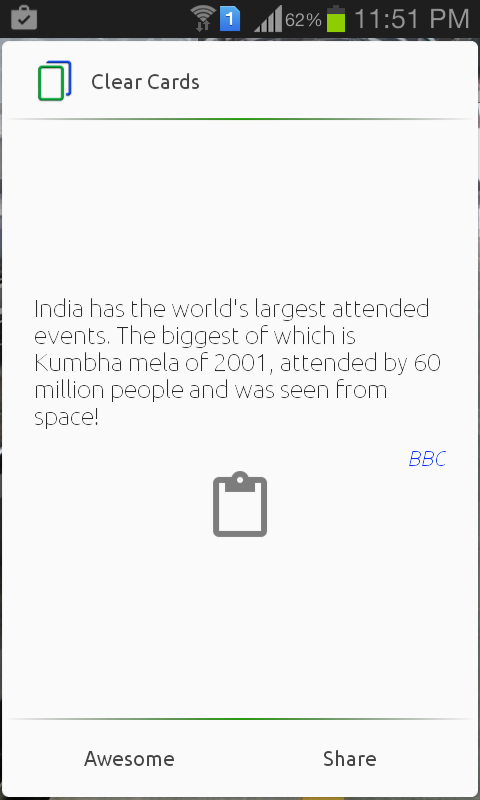 1 62% 11:51 PM
Clear Cards
India has the world's largest attended
events. The biggest of which is
Kumbha mela of 2001, attended by 60
million people and was seen from
space!
BBC
Awesome Share